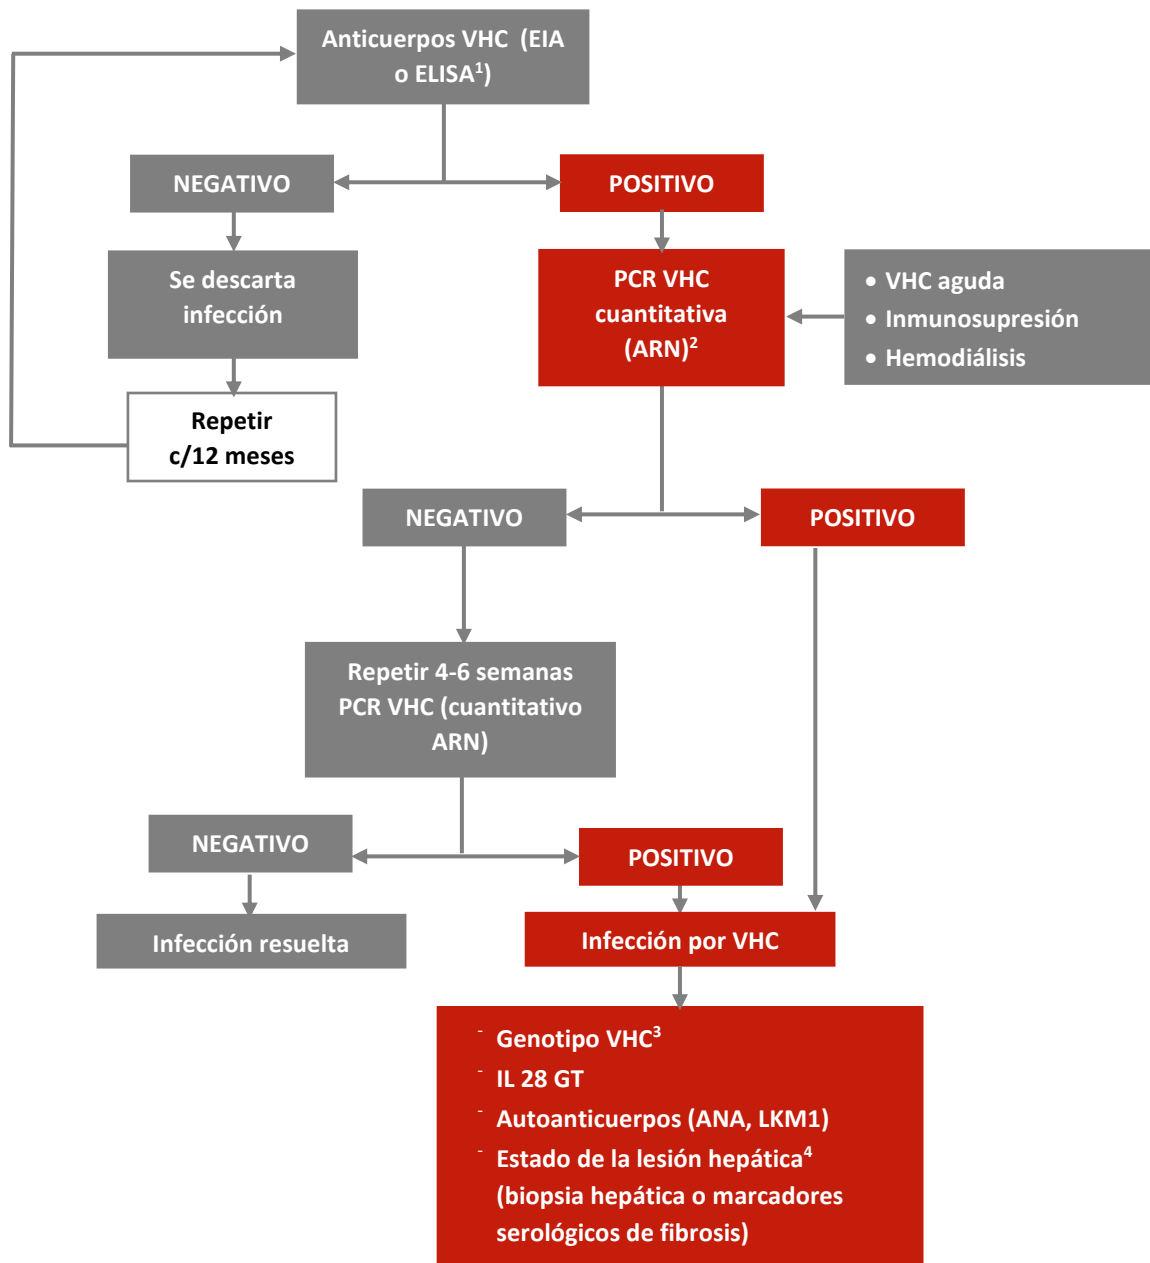 Anticuerpos VHC (EIA
o ELISA¹)
NEGATIVO
POSITIVO
Se descarta
infección
PCR VHC
cuantitativa
(ARN)²
• VHC aguda
• Inmunosupresión
• Hemodiálisis
Repetir
c/12 meses
NEGATIVO
POSITIVO
Repetir 4-6 semanas
PCR VHC (cuantitativo
ARN)
NEGATIVO
POSITIVO
Infección resuelta
Infección por VHC
- Genotipo VHC³
- IL 28 GT
- Autoanticuerpos (ANA, LKM1)
- Estado de la lesión hepática⁴
(biopsia hepática o marcadores
serológicos de fibrosis)